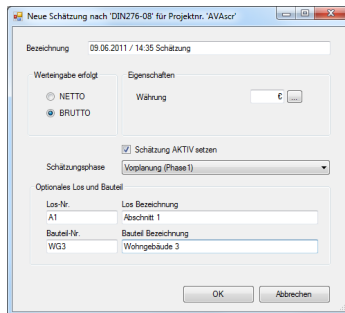 Neue Schätzung nach 'DIN276-08' für Projektnr. 'AVAscr'
Bezeichnung 09.06.2011 / 14:35 Schätzung
Werteingabe erfolgt Eigenschaften
NETTO Währung € ...
BRUTTO
Schätzung AKTIV setzen
Schätzungsphase Vorplanung (Phase1)
Optionales Los und Bauteil
Los-Nr. Los Bezeichnung
A1 Abschnitt 1
Bauteil-Nr. Bauteil Bezeichnung
WG3 Wohngebäude 3
OK Abbrechen